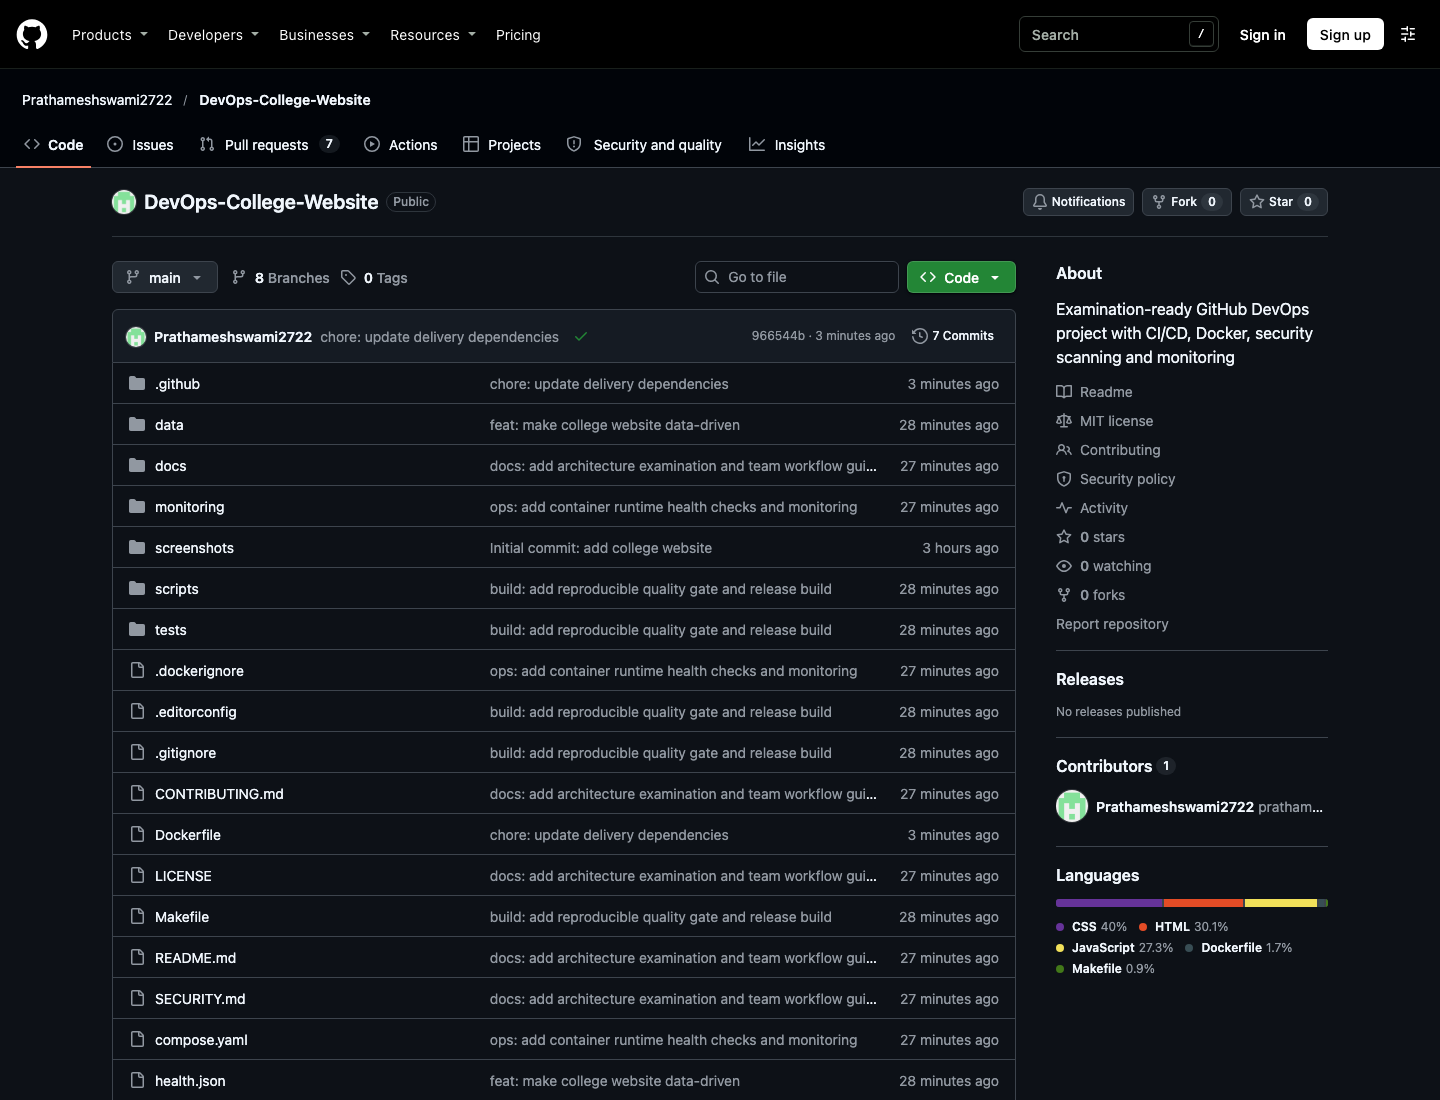 Products Developers Businesses Resources Pricing Search / Sign in Sign up
Prathameshswami2722 / DevOps-College-Website
Code Issues Pull requests 7 Actions Projects Security and quality Insights
DevOps-College-Website Public Notifications Fork 0 Star 0
main 8 Branches 0 Tags Go to file Code
Prathameshswami2722 chore: update delivery dependencies 966544b · 3 minutes ago 7 Commits
.github chore: update delivery dependencies 3 minutes ago
data feat: make college website data-driven 28 minutes ago
docs docs: add architecture examination and team workflow gui... 27 minutes ago
monitoring ops: add container runtime health checks and monitoring 27 minutes ago
screenshots Initial commit: add college website 3 hours ago
scripts build: add reproducible quality gate and release build 28 minutes ago
tests build: add reproducible quality gate and release build 28 minutes ago
.dockerignore ops: add container runtime health checks and monitoring 27 minutes ago
.editorconfig build: add reproducible quality gate and release build 28 minutes ago
.gitignore build: add reproducible quality gate and release build 28 minutes ago
CONTRIBUTING.md docs: add architecture examination and team workflow gui... 27 minutes ago
Dockerfile chore: update delivery dependencies 3 minutes ago
LICENSE docs: add architecture examination and team workflow gui... 27 minutes ago
Makefile build: add reproducible quality gate and release build 28 minutes ago
README.md docs: add architecture examination and team workflow gui... 27 minutes ago
SECURITY.md docs: add architecture examination and team workflow gui... 27 minutes ago
compose.yaml ops: add container runtime health checks and monitoring 27 minutes ago
health.json feat: make college website data-driven 28 minutes ago
About
Examination-ready GitHub DevOps
project with CI/CD, Docker, security
scanning and monitoring
Readme
MIT license
Contributing
Security policy
Activity
0 stars
0 watching
0 forks
Report repository
Releases
No releases published
Contributors 1
Prathameshswami2722 pratham...
Languages
CSS 40% HTML 30.1%
JavaScript 27.3% Dockerfile 1.7%
Makefile 0.9%